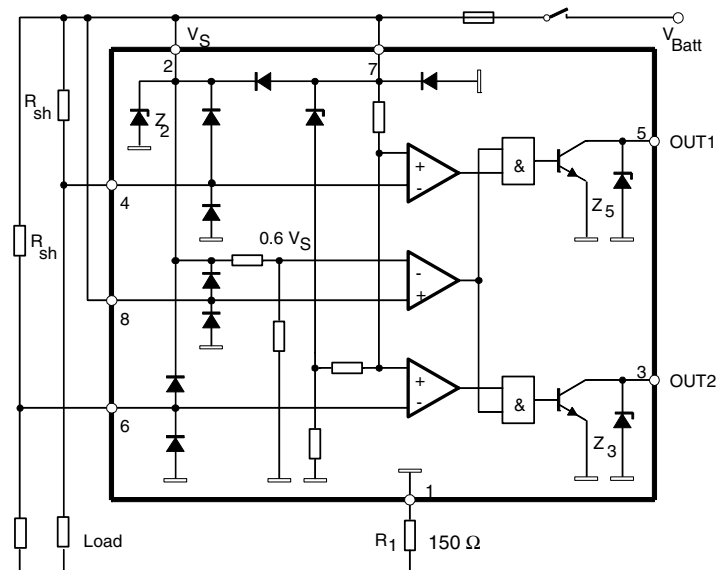 V_S
V_Batt
2
7
R_sh
Z_2
+
-
&
5
OUT1
4
Z_5
R_sh
0.6 V_S
-
+
8
+
-
&
3
OUT2
6
Z_3
1
Load
R_1
150 Ω